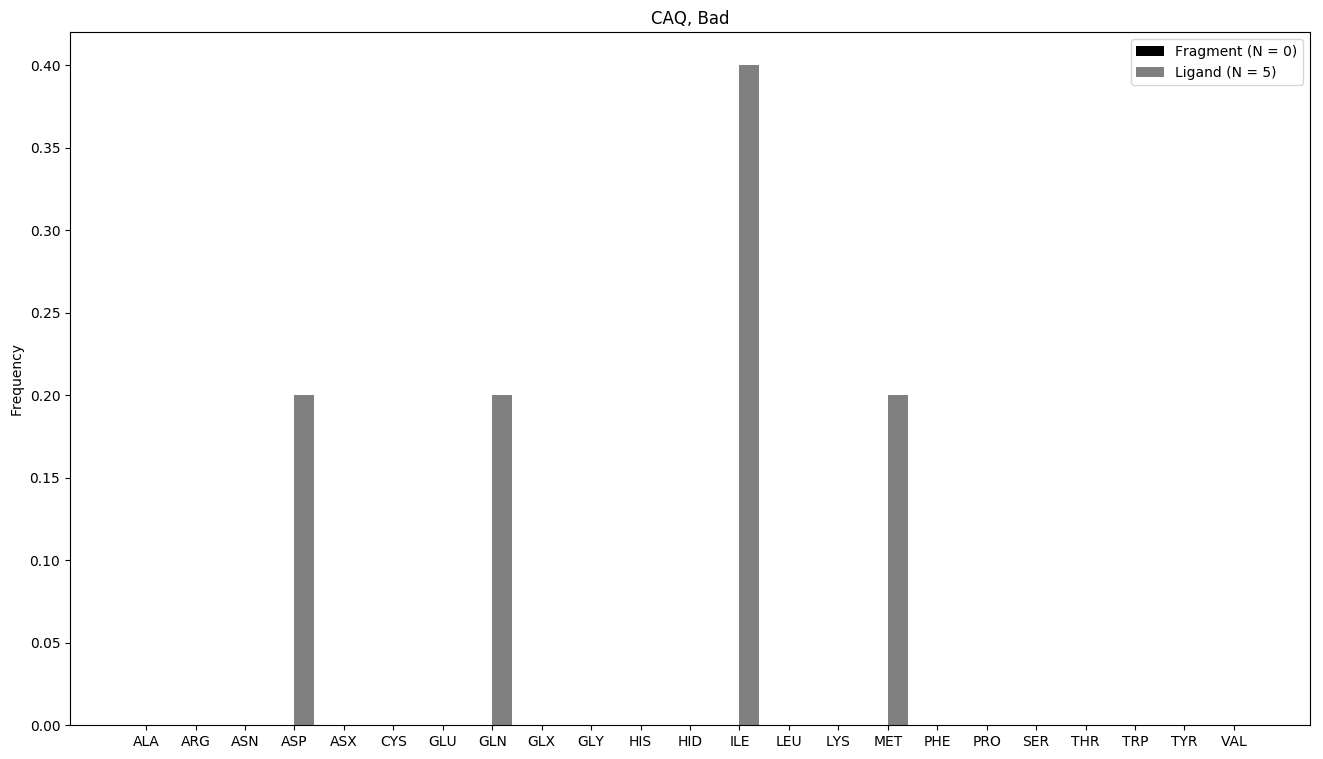 CAQ, Bad
Fragment (N = 0)
Ligand (N = 5)
Frequency
0.40
0.35
0.30
0.25
0.20
0.15
0.10
0.05
0.00
ALA ARG ASN ASP ASX CYS GLU GLN GLX GLY HIS HID ILE LEU LYS MET PHE PRO SER THR TRP TYR VAL